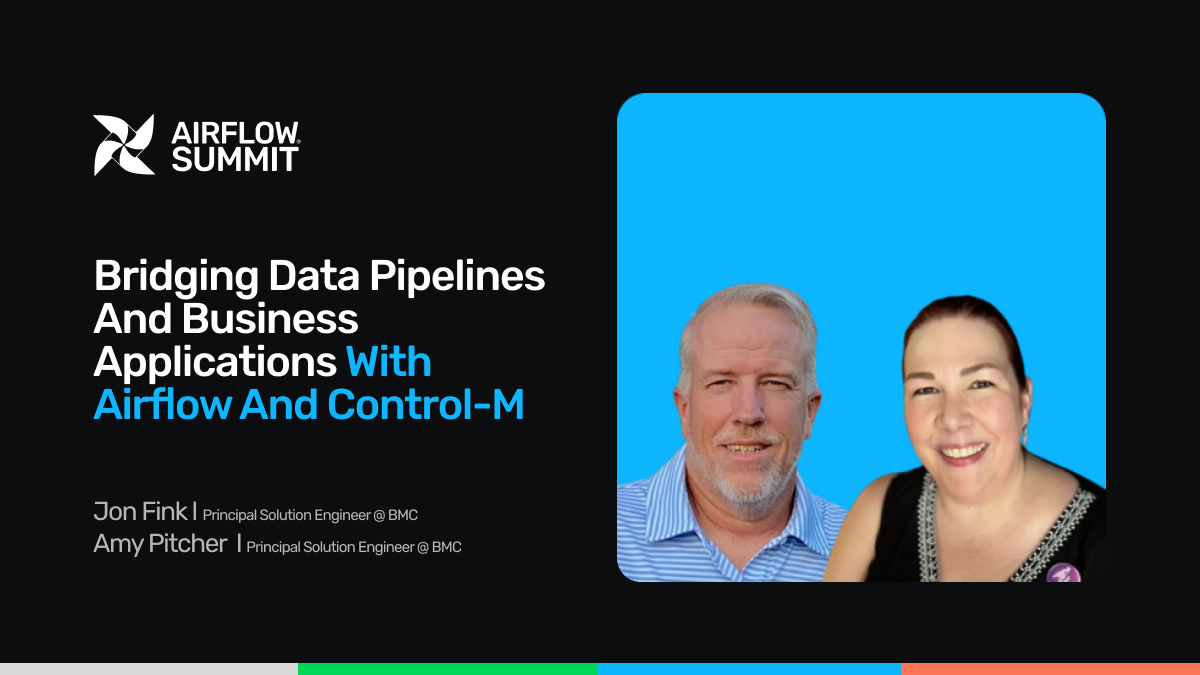 AIRFLOW®
SUMMIT
Bridging Data Pipelines
And Business
Applications With
Airflow And Control-M
Jon Fink | Principal Solution Engineer @ BMC
Amy Pitcher | Principal Solution Engineer @ BMC